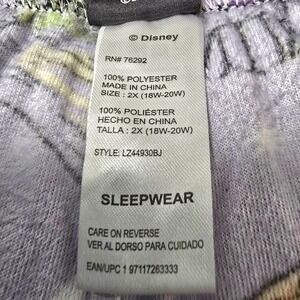 © Disney
RN# 76292
100% POLYESTER
MADE IN CHINA
SIZE : 2X (18W-20W)
100% POLIÉSTER
HECHO EN CHINA
TALLA : 2X (18W-20W)
STYLE: LZ44930BJ
SLEEPWEAR
CARE ON REVERSE
VER AL DORSO PARA CUIDADO
EAN/UPC 1 97117263333